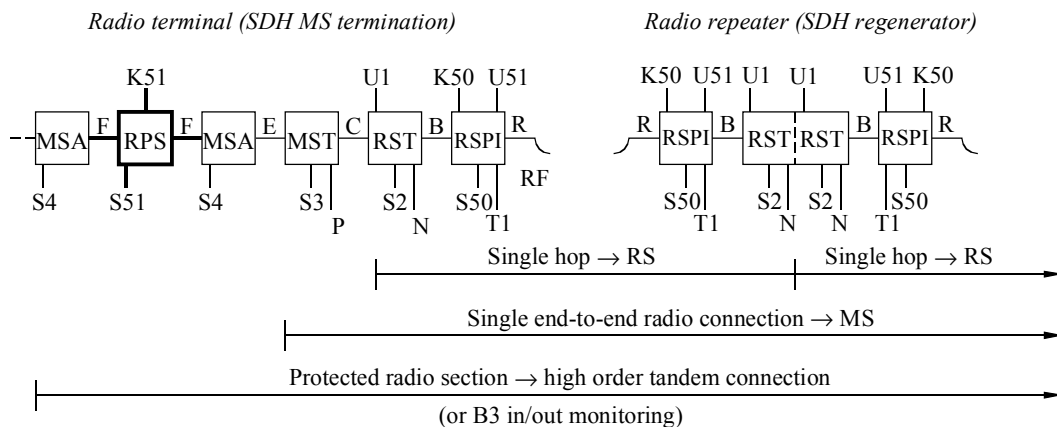 Radio terminal (SDH MS termination) Radio repeater (SDH regenerator)
K51 U1 K50 U51 K50 U51 U1 U1 U51 K50
MSA F RPS F MSA E MST C RST B RSPI R R RSPI B RST RST B RSPI R
RF
S4 S51 S4 S3 S2 S50 S50 S2 S2 S50
P N T1 T1 N N T1
Single hop → RS Single hop → RS
Single end-to-end radio connection → MS
Protected radio section → high order tandem connection
(or B3 in/out monitoring)